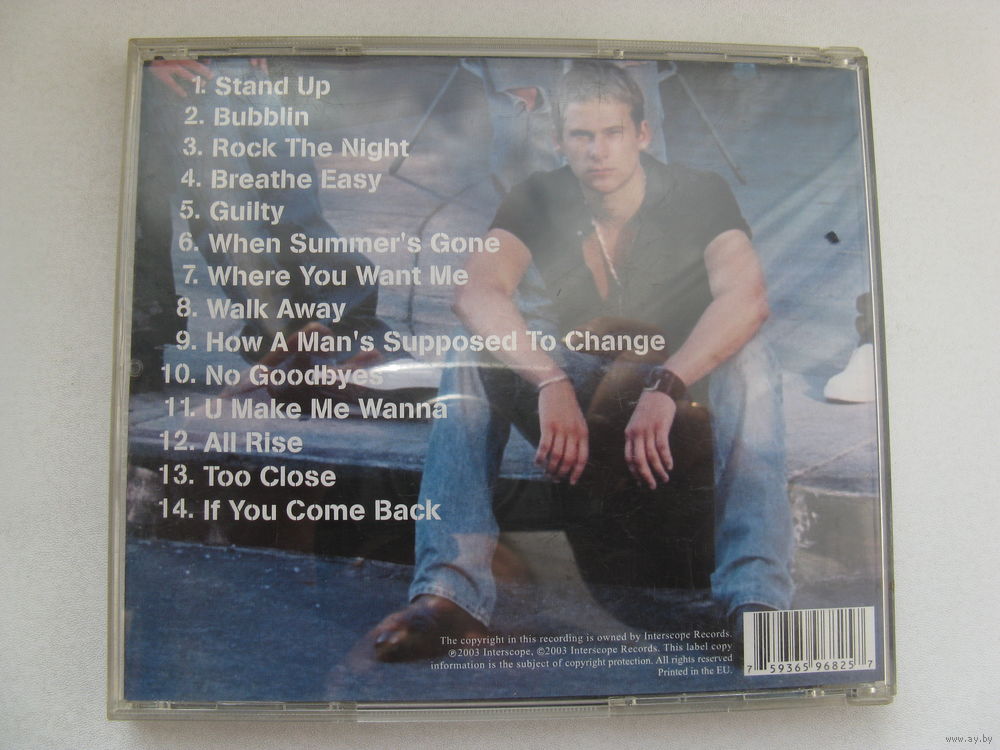 1. Stand Up
2. Bubblin
3. Rock The Night
4. Breathe Easy
5. Guilty
6. When Summer's Gone
7. Where You Want Me
8. Walk Away
9. How A Man's Supposed To Change
10. No Goodbyes
11. U Make Me Wanna
12. All Rise
13. Too Close
14. If You Come Back
The copyright in this recording is owned by Interscope Records.
℗2003 Interscope, ©2003 Interscope Records. This label copy
information is the subject of copyright protection. All rights reserved
Printed in the EU.
7 59365 96825 7
www.ay.by